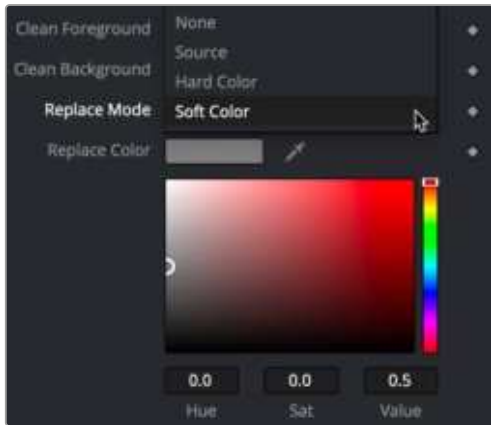 Clean Foreground
None
Source
Clean Background
Hard Color
Replace Mode
Soft Color
Replace Color
0.0 0.0 0.5
Hue Sat Value